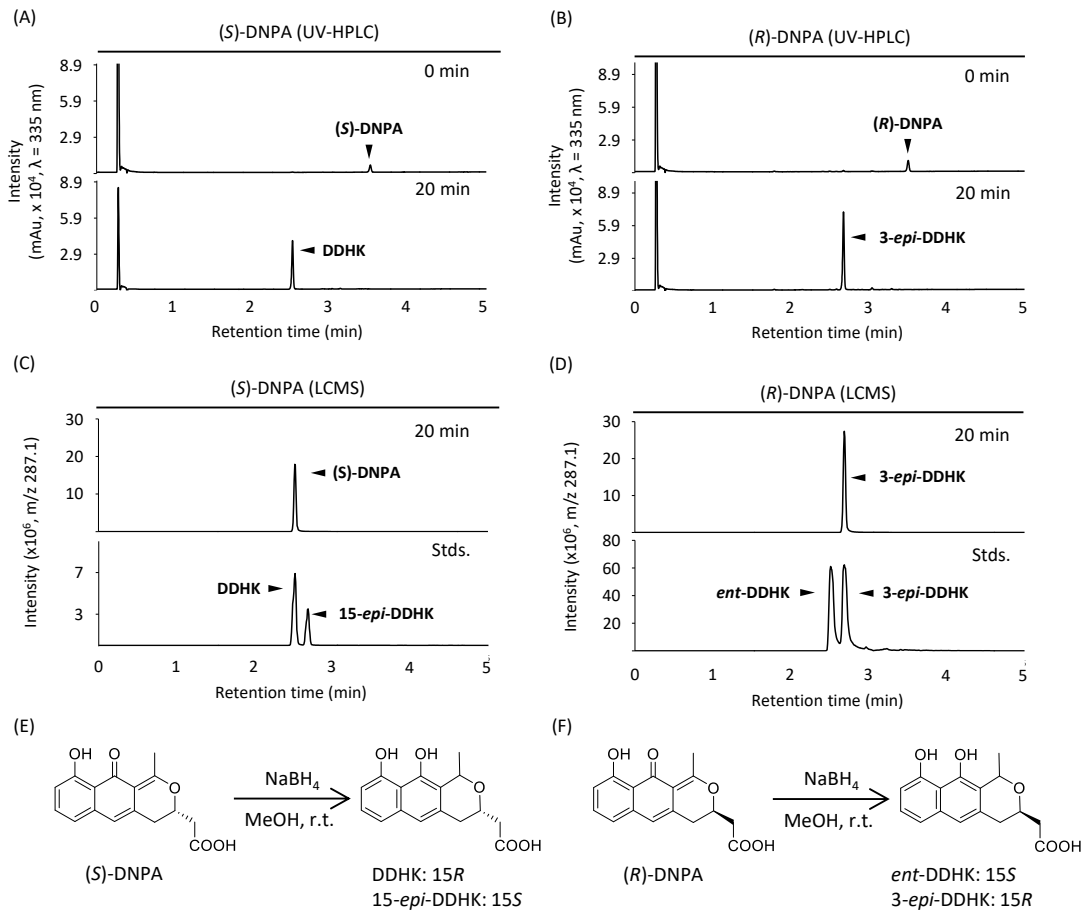 (A)
(S)-DNPA (UV-HPLC)
Intensity
(mAu, x 10⁴, λ = 335 nm)
8.9
5.9
2.9
0 min
(S)-DNPA
8.9
5.9
2.9
20 min
DDHK
0 1 2 3 4 5
Retention time (min)
(B)
(R)-DNPA (UV-HPLC)
Intensity
(mAu, x 10⁴, λ = 335 nm)
8.9
5.9
2.9
0 min
(R)-DNPA
8.9
5.9
2.9
20 min
3-epi-DDHK
0 1 2 3 4 5
Retention time (min)
(C)
(S)-DNPA (LCMS)
Intensity (x10⁶, m/z 287.1)
30
20
10
20 min
(S)-DNPA
7
3
Stds.
DDHK
15-epi-DDHK
0 1 2 3 4 5
Retention time (min)
(D)
(R)-DNPA (LCMS)
Intensity (x10⁶, m/z 287.1)
30
20
10
20 min
3-epi-DDHK
80
60
40
20
Stds.
ent-DDHK
3-epi-DDHK
0 1 2 3 4 5
Retention time (min)
(E)
OH O
O
COOH
(S)-DNPA
NaBH₄
MeOH, r.t.
OH OH
O
COOH
DDHK: 15R
15-epi-DDHK: 15S
(F)
OH O
O
COOH
(R)-DNPA
NaBH₄
MeOH, r.t.
OH OH
O
COOH
ent-DDHK: 15S
3-epi-DDHK: 15R